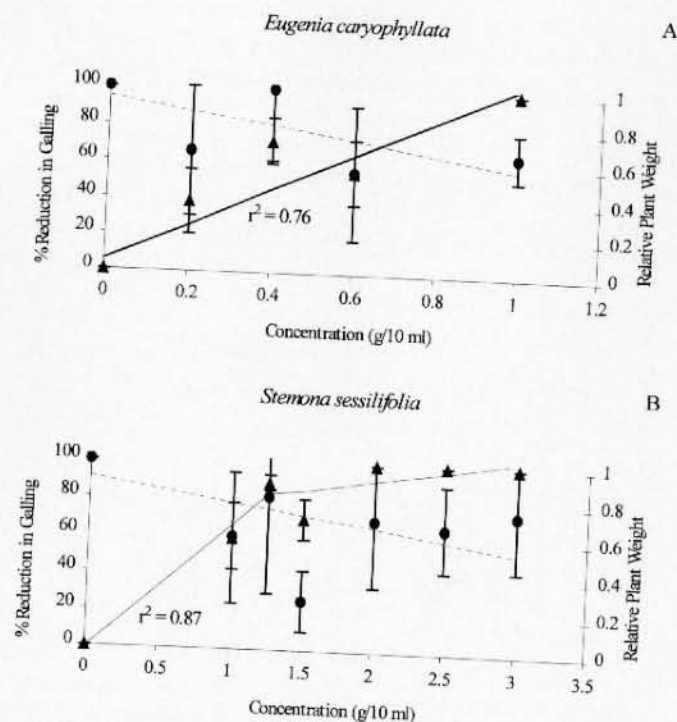 Eugenia caryophyllata
A
100
80
60
40
20
0
% Reduction in Galling
r² = 0.76
1
0.8
0.6
0.4
0.2
0
Relative Plant Weight
0 0.2 0.4 0.6 0.8 1 1.2
Concentration (g/10 ml)
Stemona sessilifolia
B
100
80
60
40
20
0
% Reduction in Galling
r² = 0.87
1
0.8
0.6
0.4
0.2
0
Relative Plant Weight
0 0.5 1 1.5 2 2.5 3 3.5
Concentration (g/10 ml)